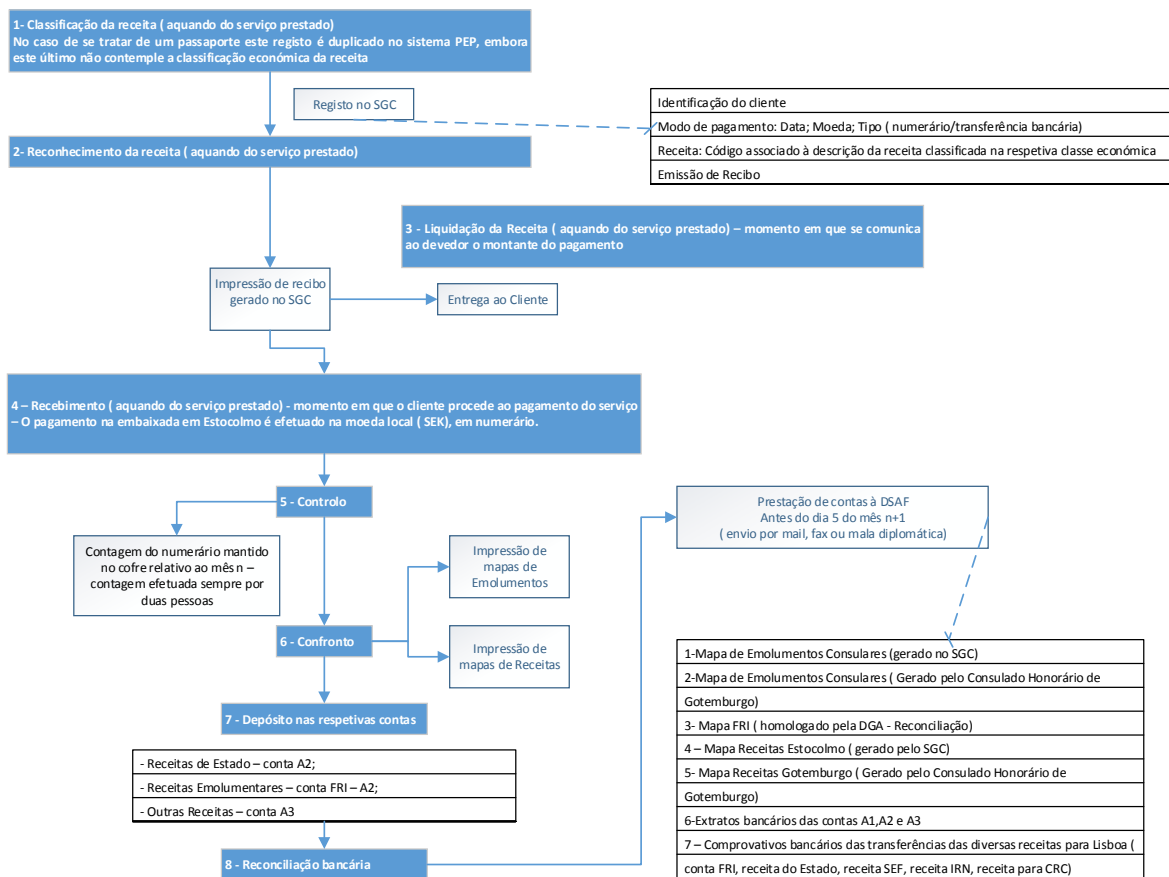 1- Classificação da receita ( aquando do serviço prestado)
No caso de se tratar de um passaporte este registo é duplicado no sistema PEP, embora
este último não contemple a classificação económica da receita
Registo no SGC
Identificação do cliente
Modo de pagamento: Data; Moeda; Tipo ( numerário/transferência bancária)
Receita: Código associado à descrição da receita classificada na respetiva classe económica
Emissão de Recibo
2- Reconhecimento da receita ( aquando do serviço prestado)
3 - Liquidação da Receita ( aquando do serviço prestado) – momento em que se comunica
ao devedor o montante do pagamento
Impressão de recibo
gerado no SGC
Entrega ao Cliente
4 – Recebimento ( aquando do serviço prestado) - momento em que o cliente procede ao pagamento do serviço
– O pagamento na embaixada em Estocolmo é efetuado na moeda local ( SEK), em numerário.
5 - Controlo
Contagem do numerário mantido
no cofre relativo ao mês n –
contagem efetuada sempre por
duas pessoas
Impressão de
mapas de
Emolumentos
6 - Confronto
Impressão de
mapas de Receitas
7 - Depósito nas respetivas contas
- Receitas de Estado – conta A2;
- Receitas Emolumentares – conta FRI – A2;
- Outras Receitas – conta A3
8 - Reconciliação bancária
Prestação de contas à DSAF
Antes do dia 5 do mês n+1
( envio por mail, fax ou mala diplomática)
1-Mapa de Emolumentos Consulares (gerado no SGC)
2-Mapa de Emolumentos Consulares ( Gerado pelo Consulado Honorário de
Gotemburgo)
3- Mapa FRI ( homologado pela DGA - Reconciliação)
4 – Mapa Receitas Estocolmo ( gerado pelo SGC)
5- Mapa Receitas Gotemburgo ( Gerado pelo Consulado Honorário de
Gotemburgo)
6-Extratos bancários das contas A1,A2 e A3
7 – Comprovativos bancários das transferências das diversas receitas para Lisboa (
conta FRI, receita do Estado, receita SEF, receita IRN, receita para CRC)